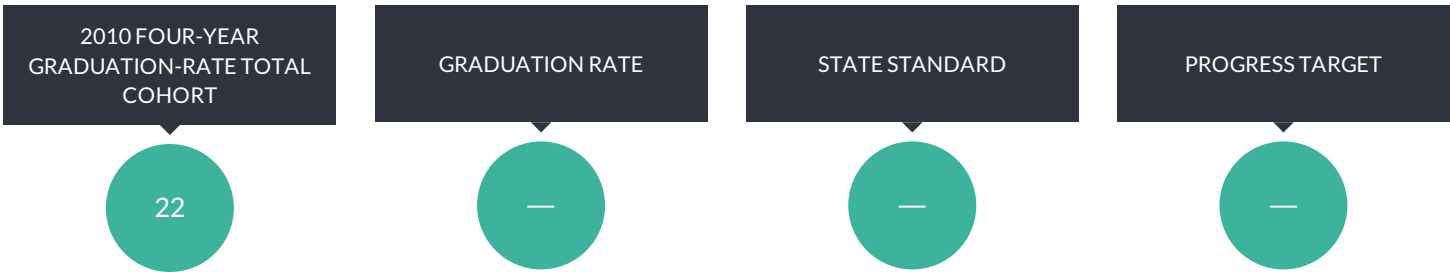 2010 FOUR-YEAR
GRADUATION-RATE TOTAL
COHORT
GRADUATION RATE
STATE STANDARD
PROGRESS TARGET
22
—
—
—